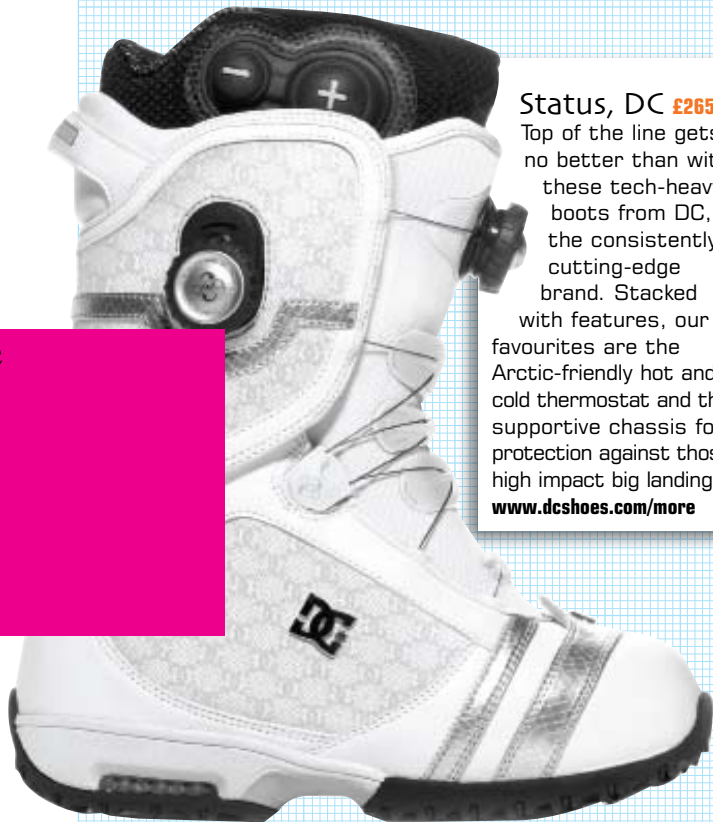 Status, DC £265
Top of the line gets
no better than wit
these tech-heav
boots from DC,
the consistently
cutting-edge
brand. Stacked
with features, our
favourites are the
Arctic-friendly hot and
cold thermostat and th
supportive chassis fo
protection against thos
high impact big landing
www.dcshoes.com/more